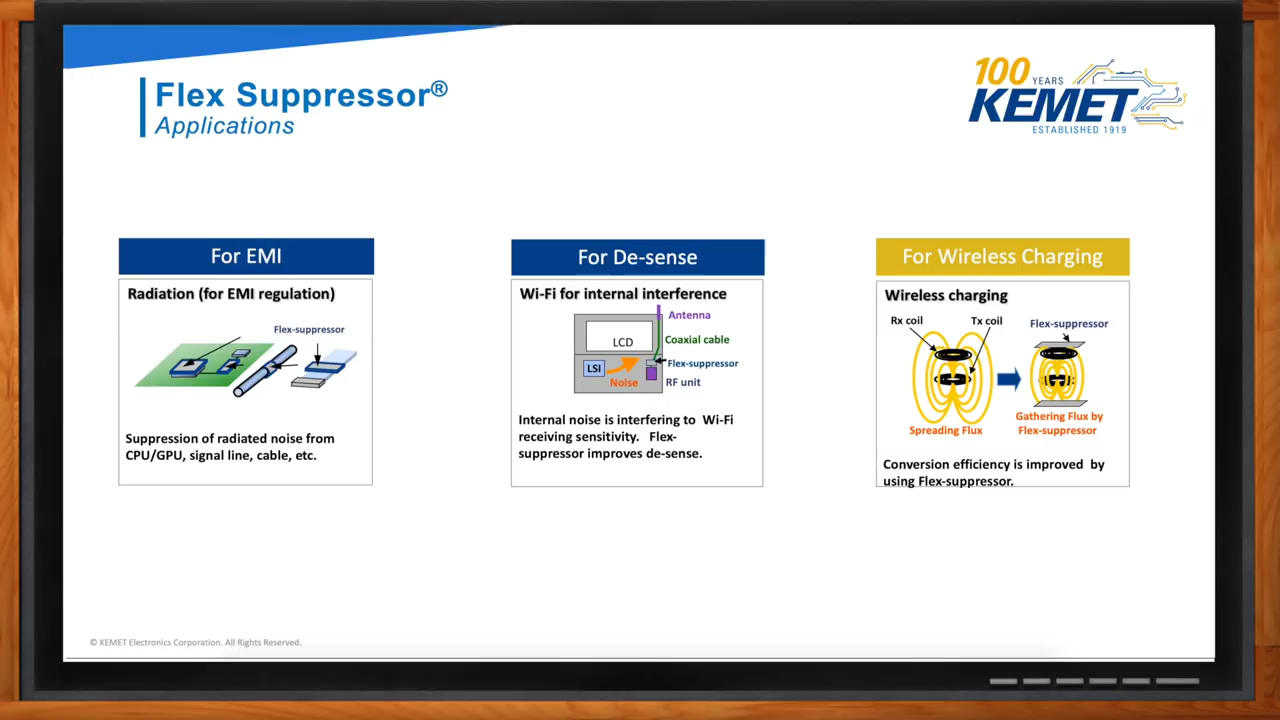 Flex Suppressor®
Applications
100 YEARS
KEMET
ESTABLISHED 1919
For EMI
Radiation (for EMI regulation)
Flex-suppressor
Suppression of radiated noise from
CPU/GPU, signal line, cable, etc.
For De-sense
Wi-Fi for internal interference
Antenna
LCD
Coaxial cable
LSI
Flex-suppressor
Noise
RF unit
Internal noise is interfering to Wi-Fi
receiving sensitivity. Flex-
suppressor improves de-sense.
For Wireless Charging
Wireless charging
Rx coil
Tx coil
Flex-suppressor
Spreading Flux
Gathering Flux by
Flex-suppressor
Conversion efficiency is improved by
using Flex-suppressor.
© KEMET Electronics Corporation. All Rights Reserved.